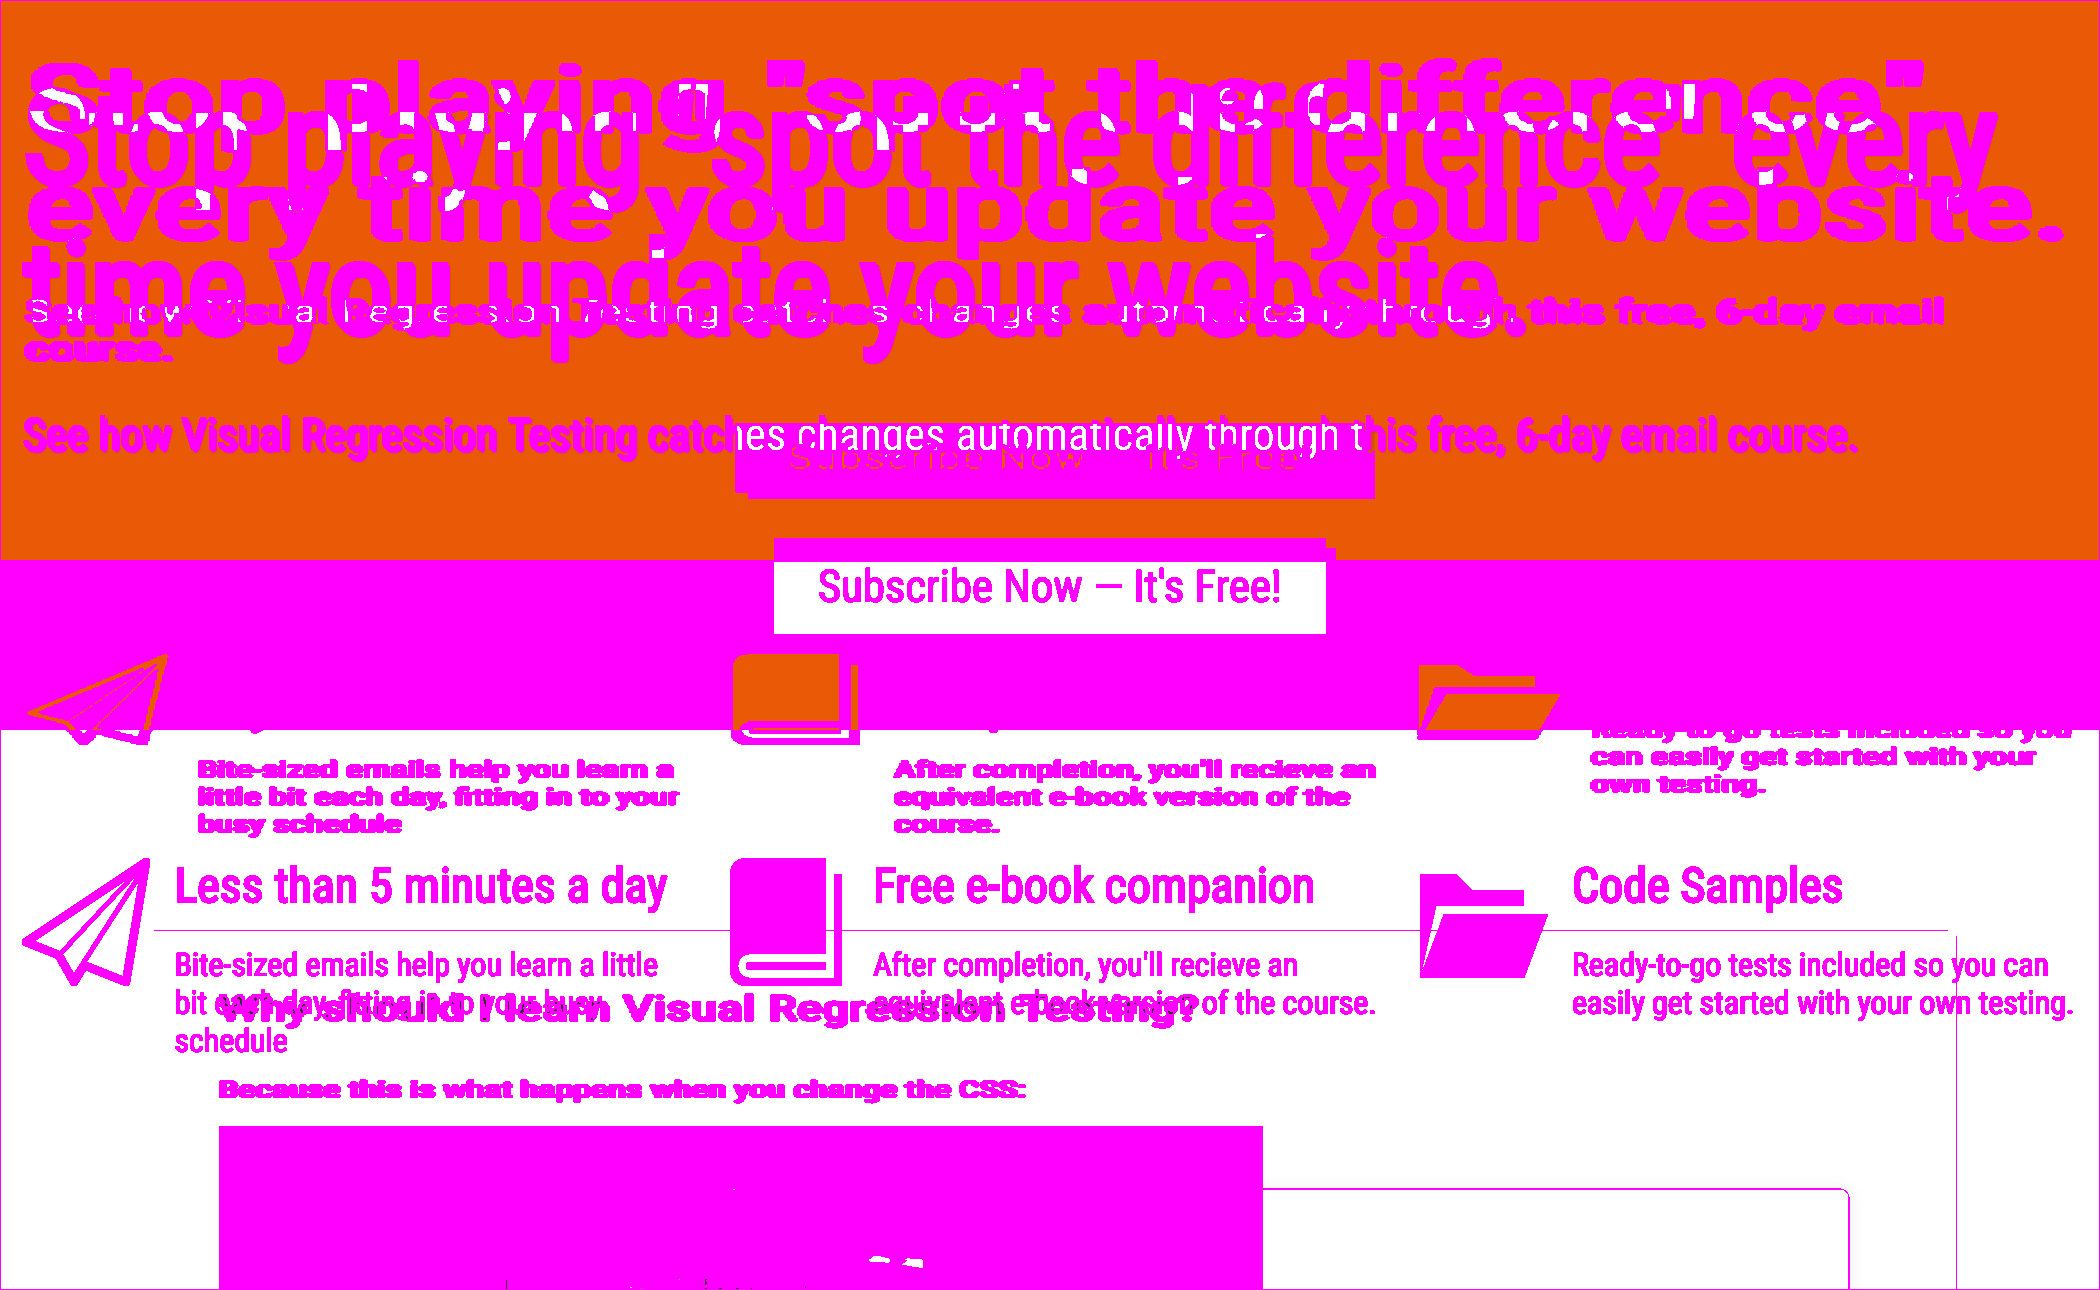 Stop playing "spot the difference"
Stop playing "spot the difference" every
every time you update your website.
time you update your website.
See how Visual Regression Testing catches changes automatically through this free, 6-day email
course.
See how Visual Regression Testing catches changes automatically through this free, 6-day email course.
Subscribe Now — It's Free!
Subscribe Now — It's Free!
Ready-to-go tests included so you
can easily get started with your
own testing.
Bite-sized emails help you learn a
little bit each day, fitting in to your
busy schedule
After completion, you'll recieve an
equivalent e-book version of the
course.
Less than 5 minutes a day
Bite-sized emails help you learn a little
bit each day, fitting in to your busy
schedule
Free e-book companion
After completion, you'll recieve an
equivalent e-book version of the course.
Code Samples
Ready-to-go tests included so you can
easily get started with your own testing.
Why should I learn Visual Regression Testing?
Because this is what happens when you change the CSS: